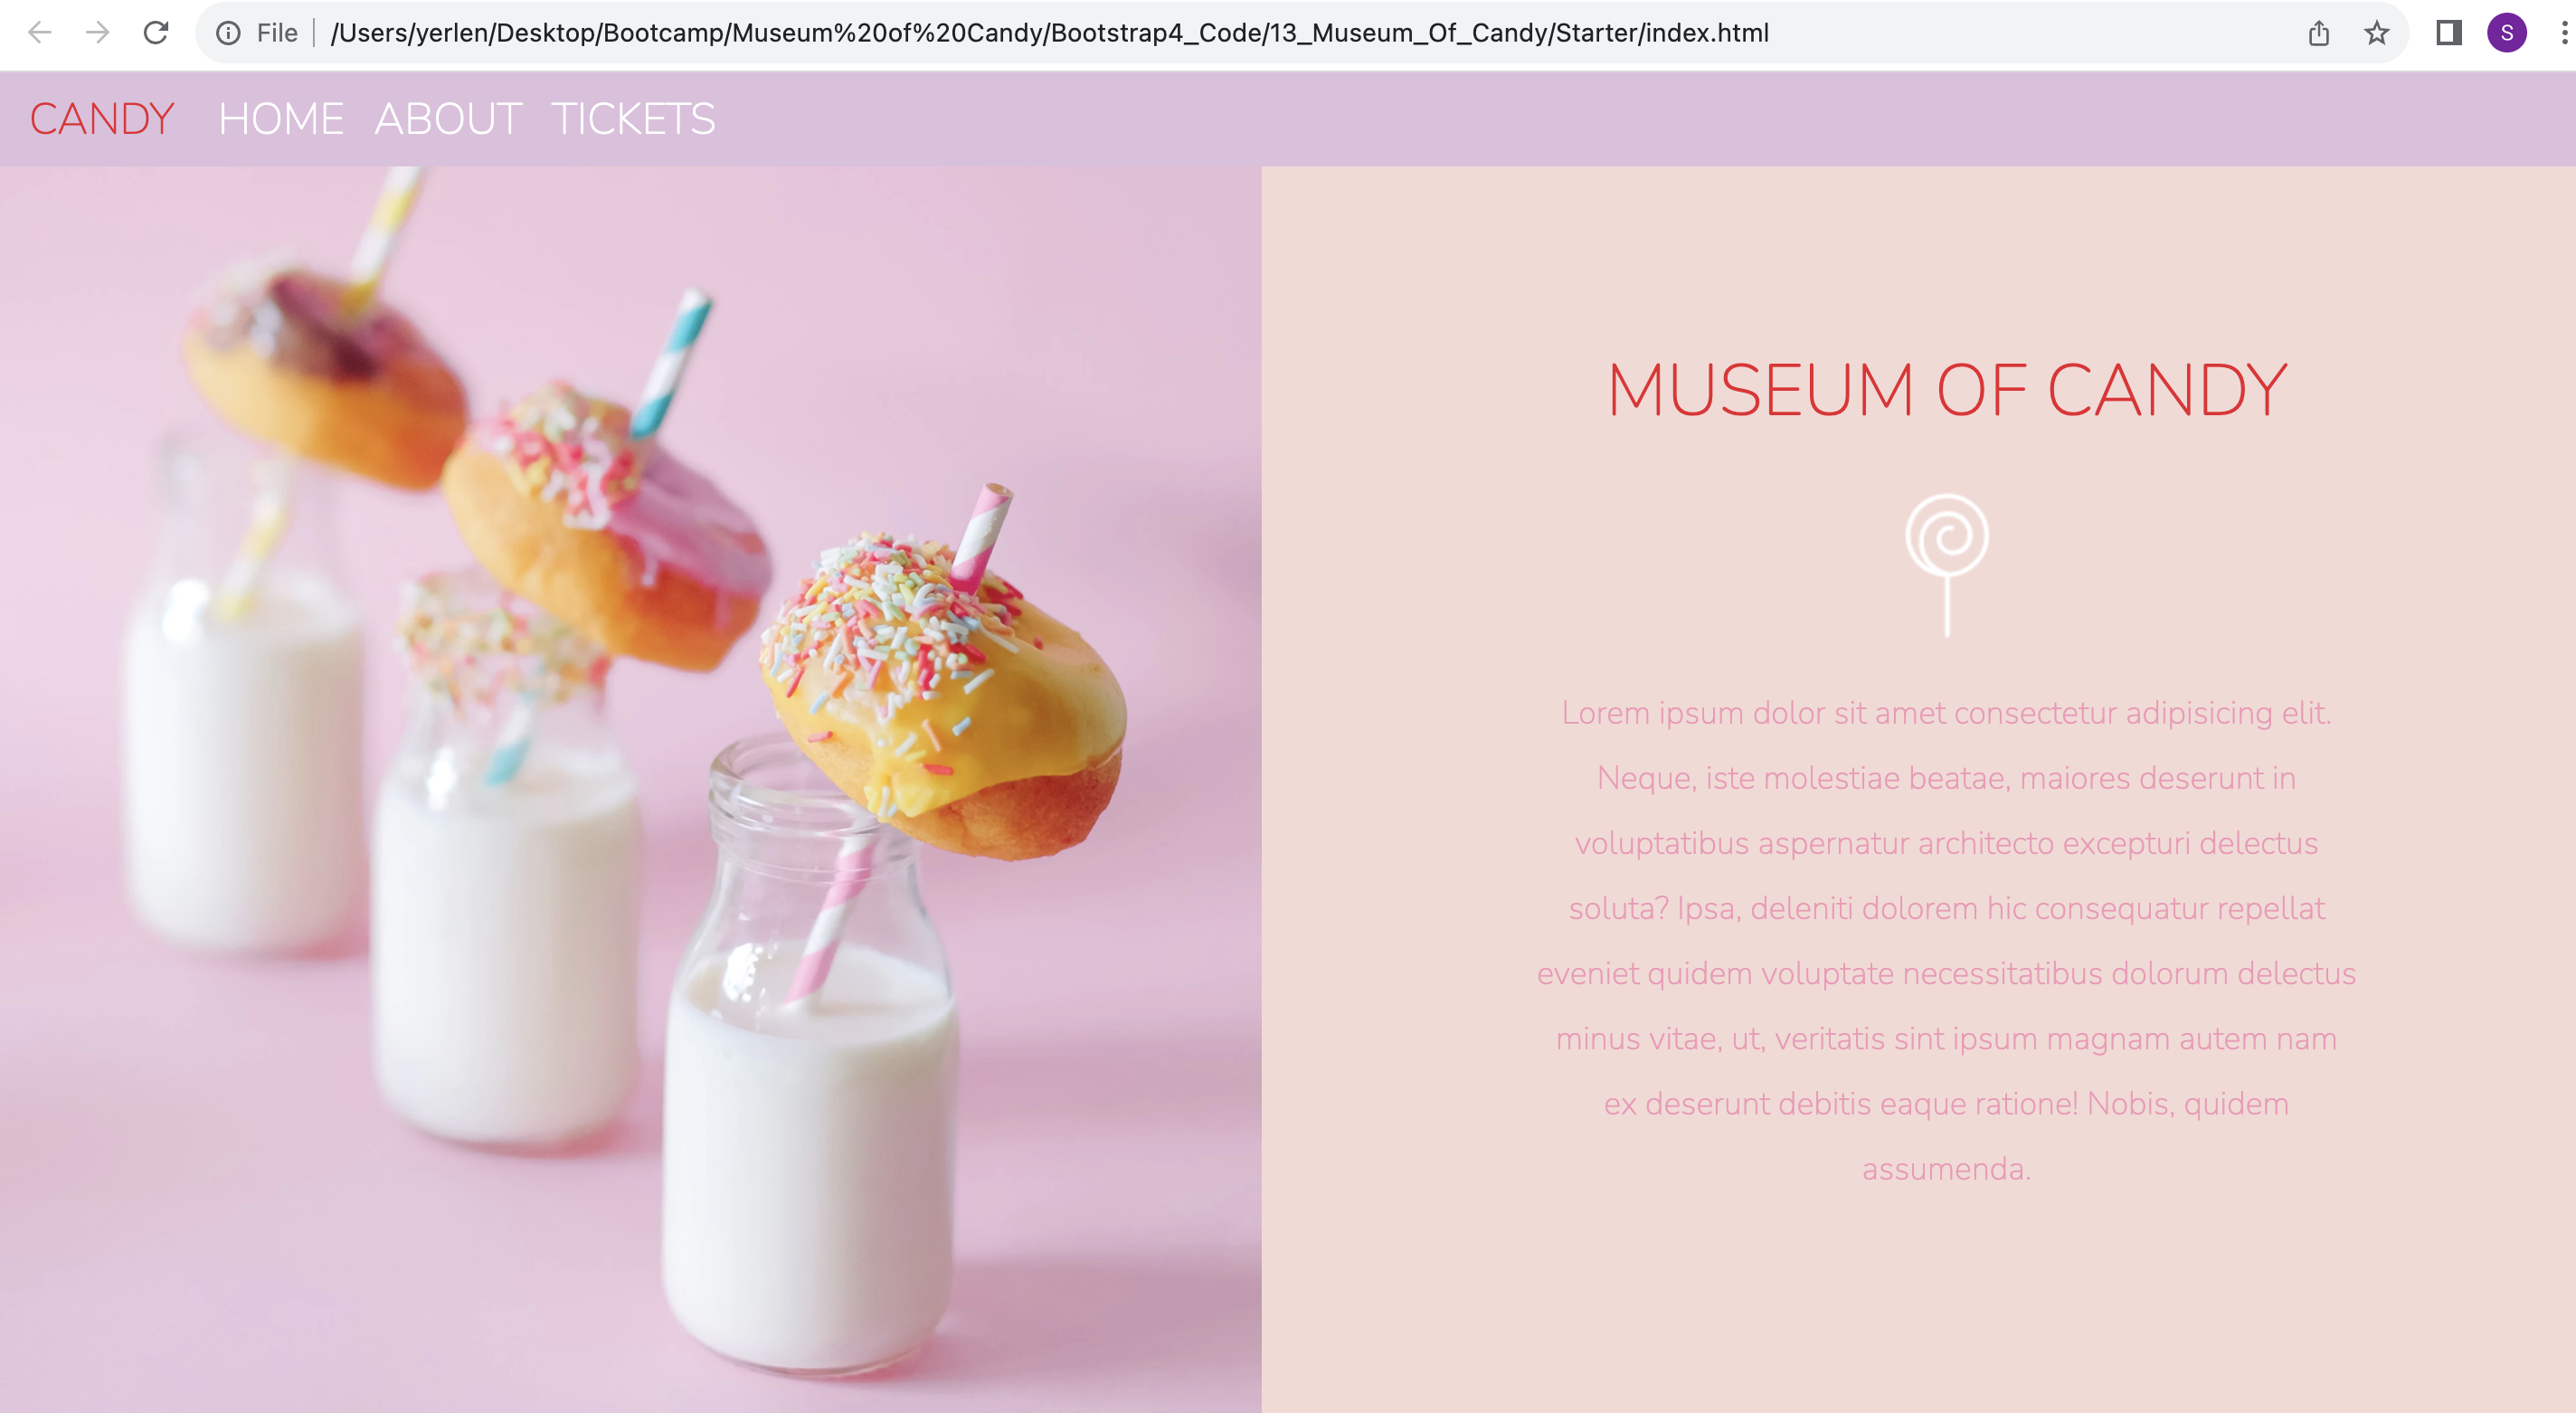 File /Users/yerlen/Desktop/Bootcamp/Museum%20of%20Candy/Bootstrap4_Code/13_Museum_Of_Candy/Starter/index.html
S
CANDY HOME ABOUT TICKETS
MUSEUM OF CANDY
Lorem ipsum dolor sit amet consectetur adipisicing elit.
Neque, iste molestiae beatae, maiores deserunt in
voluptatibus aspernatur architecto excepturi delectus
soluta? Ipsa, deleniti dolorem hic consequatur repellat
eveniet quidem voluptate necessitatibus dolorum delectus
minus vitae, ut, veritatis sint ipsum magnam autem nam
ex deserunt debitis eaque ratione! Nobis, quidem
assumenda.